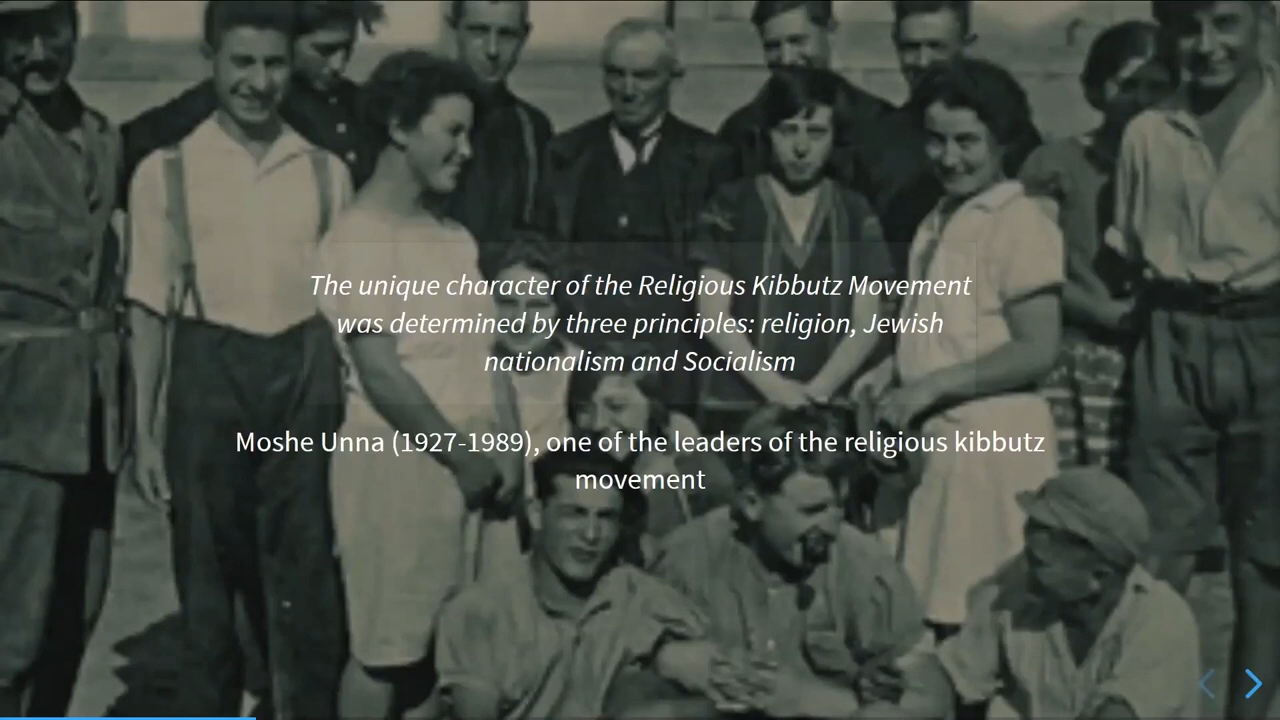 The unique character of the Religious Kibbutz Movement
was determined by three principles: religion, Jewish
nationalism and Socialism
Moshe Unna (1927-1989), one of the leaders of the religious kibbutz
movement